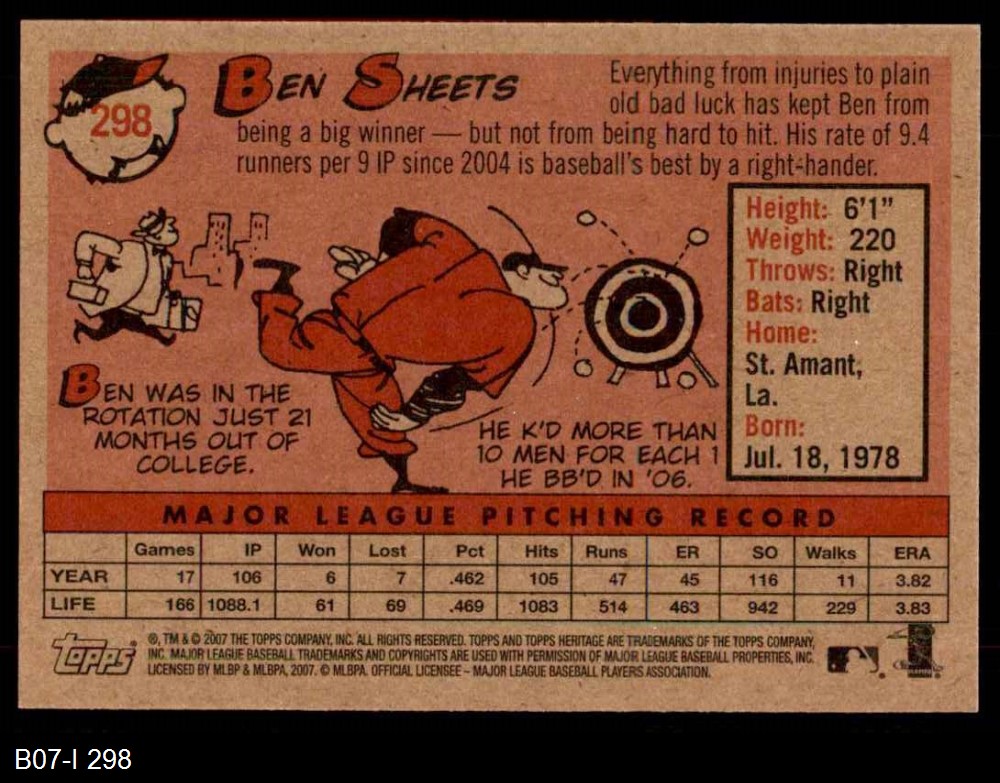 298
BEN SHEETS
Everything from injuries to plain
old bad luck has kept Ben from
being a big winner — but not from being hard to hit. His rate of 9.4
runners per 9 IP since 2004 is baseball's best by a right-hander.
Height: 6'1"
Weight: 220
Throws: Right
Bats: Right
Home:
St. Amant,
La.
Born:
Jul. 18, 1978
BEN WAS IN THE
ROTATION JUST 21
MONTHS OUT OF
COLLEGE.
HE K'D MORE THAN
10 MEN FOR EACH 1
HE BB'D IN '06.
MAJOR LEAGUE PITCHING RECORD
Games IP Won Lost Pct Hits Runs ER SO Walks ERA
YEAR 17 106 6 7 .462 105 47 45 116 11 3.82
LIFE 166 1088.1 61 69 .469 1083 514 463 942 229 3.83
TOPPS
®, TM & © 2007 THE TOPPS COMPANY, INC. ALL RIGHTS RESERVED. TOPPS AND TOPPS HERITAGE ARE TRADEMARKS OF THE TOPPS COMPANY,
INC. MAJOR LEAGUE BASEBALL TRADEMARKS AND COPYRIGHTS ARE USED WITH PERMISSION OF MAJOR LEAGUE BASEBALL PROPERTIES, INC.
LICENSED BY MLBP & MLBPA, 2007. © MLBPA. OFFICIAL LICENSEE – MAJOR LEAGUE BASEBALL PLAYERS ASSOCIATION.
B07-I 298